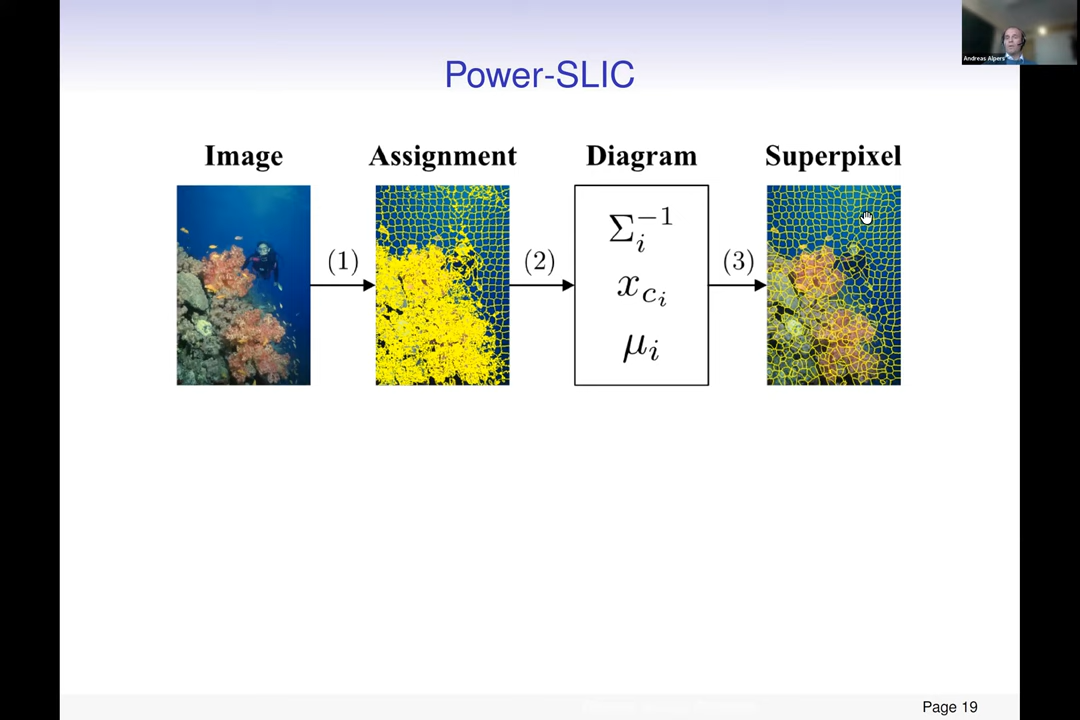 Andreas Alpers
Power-SLIC
Image Assignment Diagram Superpixel
(1) (2) (3)
Σ_i^{-1}
x_{c_i}
μ_i
Page 19